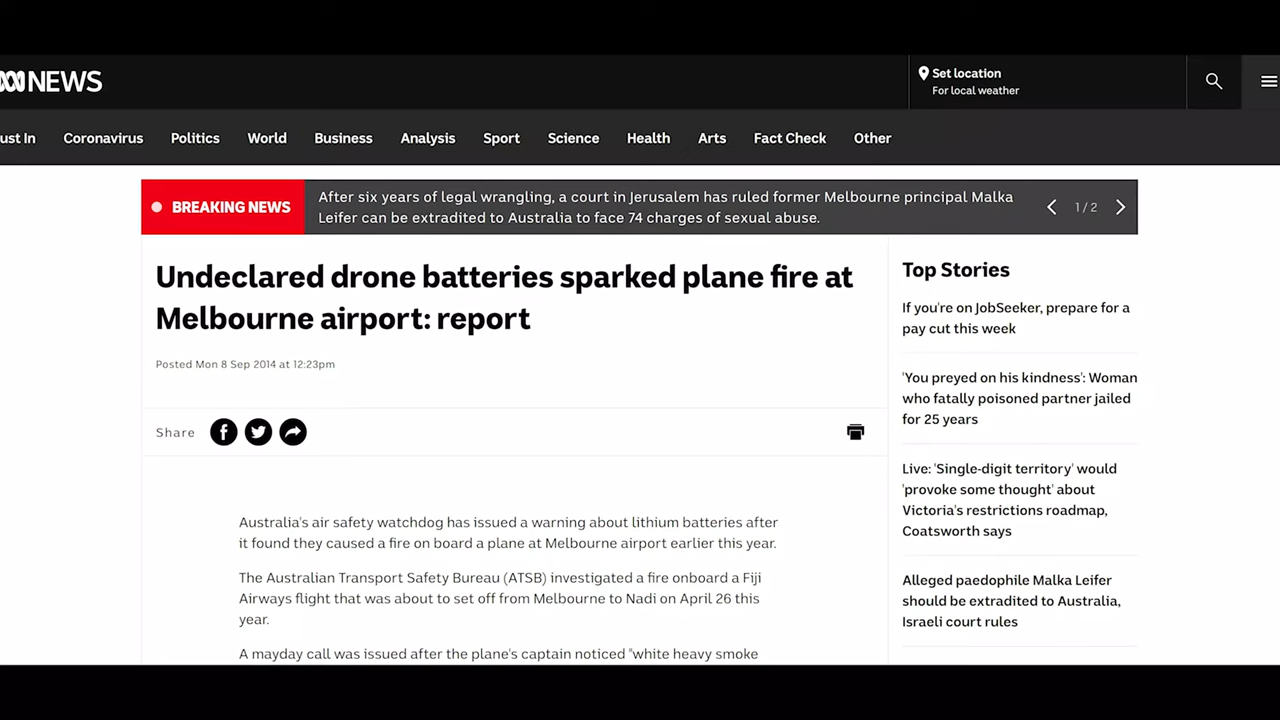 NEWS
Set location
For local weather
ust In Coronavirus Politics World Business Analysis Sport Science Health Arts Fact Check Other
BREAKING NEWS
After six years of legal wrangling, a court in Jerusalem has ruled former Melbourne principal Malka
Leifer can be extradited to Australia to face 74 charges of sexual abuse.
1/2
Undeclared drone batteries sparked plane fire at
Melbourne airport: report
Posted Mon 8 Sep 2014 at 12:23pm
Share
Australia's air safety watchdog has issued a warning about lithium batteries after
it found they caused a fire on board a plane at Melbourne airport earlier this year.
The Australian Transport Safety Bureau (ATSB) investigated a fire onboard a Fiji
Airways flight that was about to set off from Melbourne to Nadi on April 26 this
year.
A mayday call was issued after the plane's captain noticed "white heavy smoke
Top Stories
If you're on JobSeeker, prepare for a
pay cut this week
'You preyed on his kindness': Woman
who fatally poisoned partner jailed
for 25 years
Live: 'Single-digit territory' would
'provoke some thought' about
Victoria's restrictions roadmap,
Coatsworth says
Alleged paedophile Malka Leifer
should be extradited to Australia,
Israeli court rules